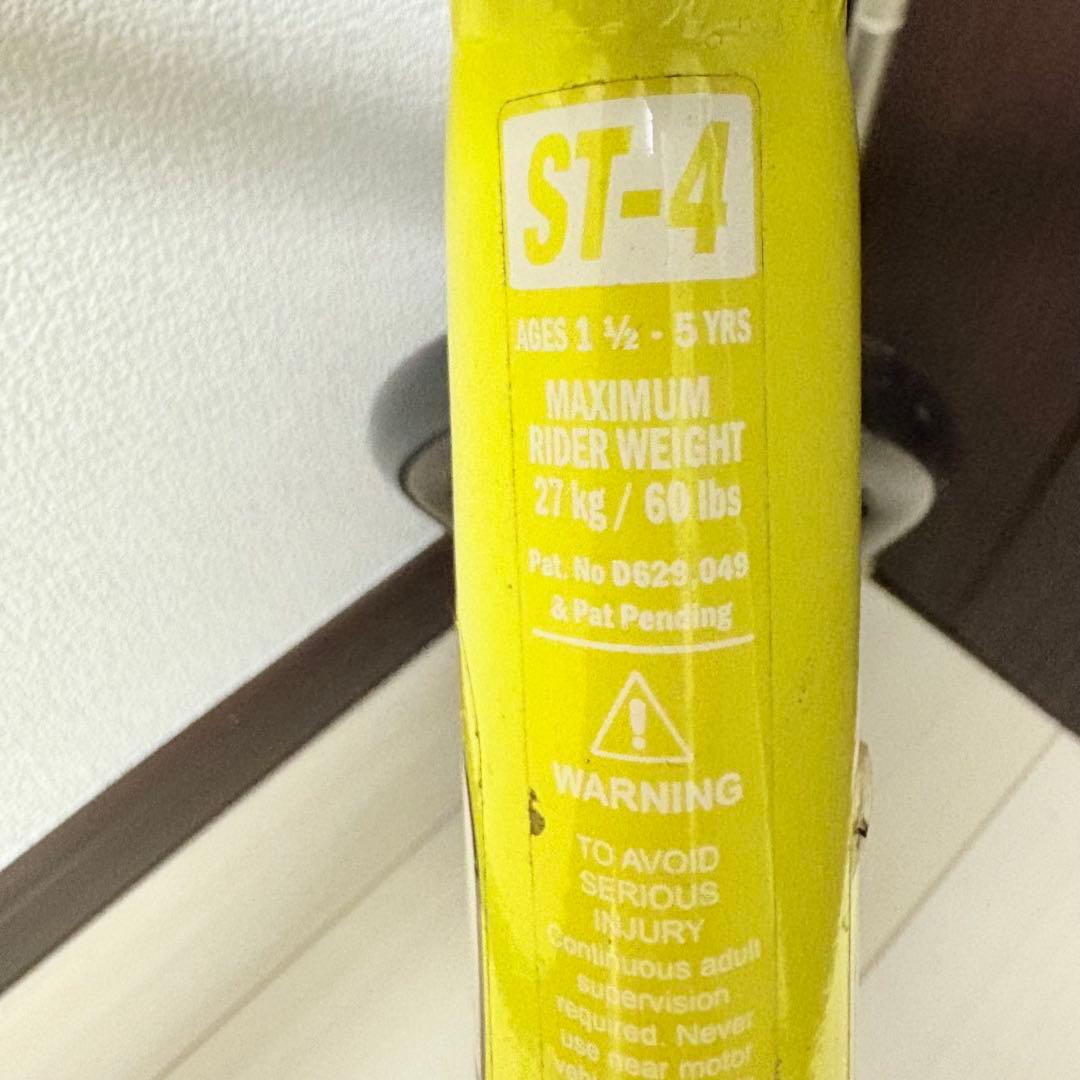 ST-4
AGES 1 ½ - 5 YRS
MAXIMUM
RIDER WEIGHT
27 kg / 60 lbs
Pat. No D629,049
& Pat Pending
WARNING
TO AVOID
SERIOUS
INJURY
Continuous adult
supervision
required. Never
use near motor